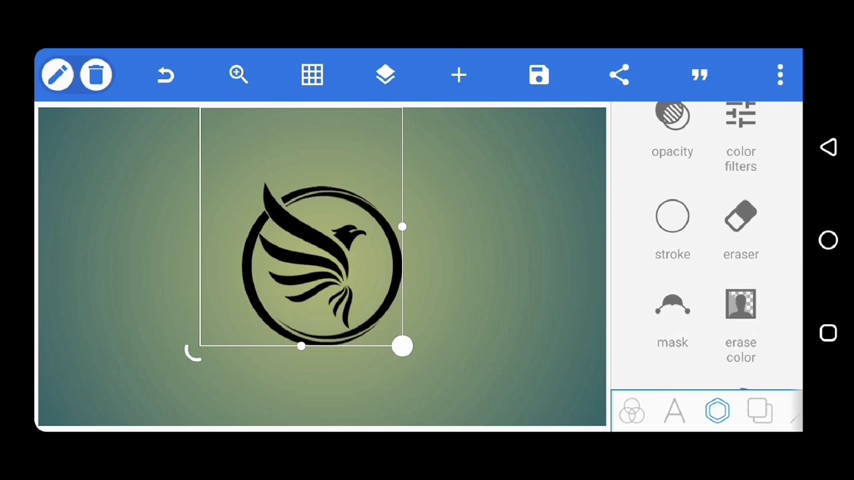 opacity
color
filters
stroke
eraser
mask
erase
color